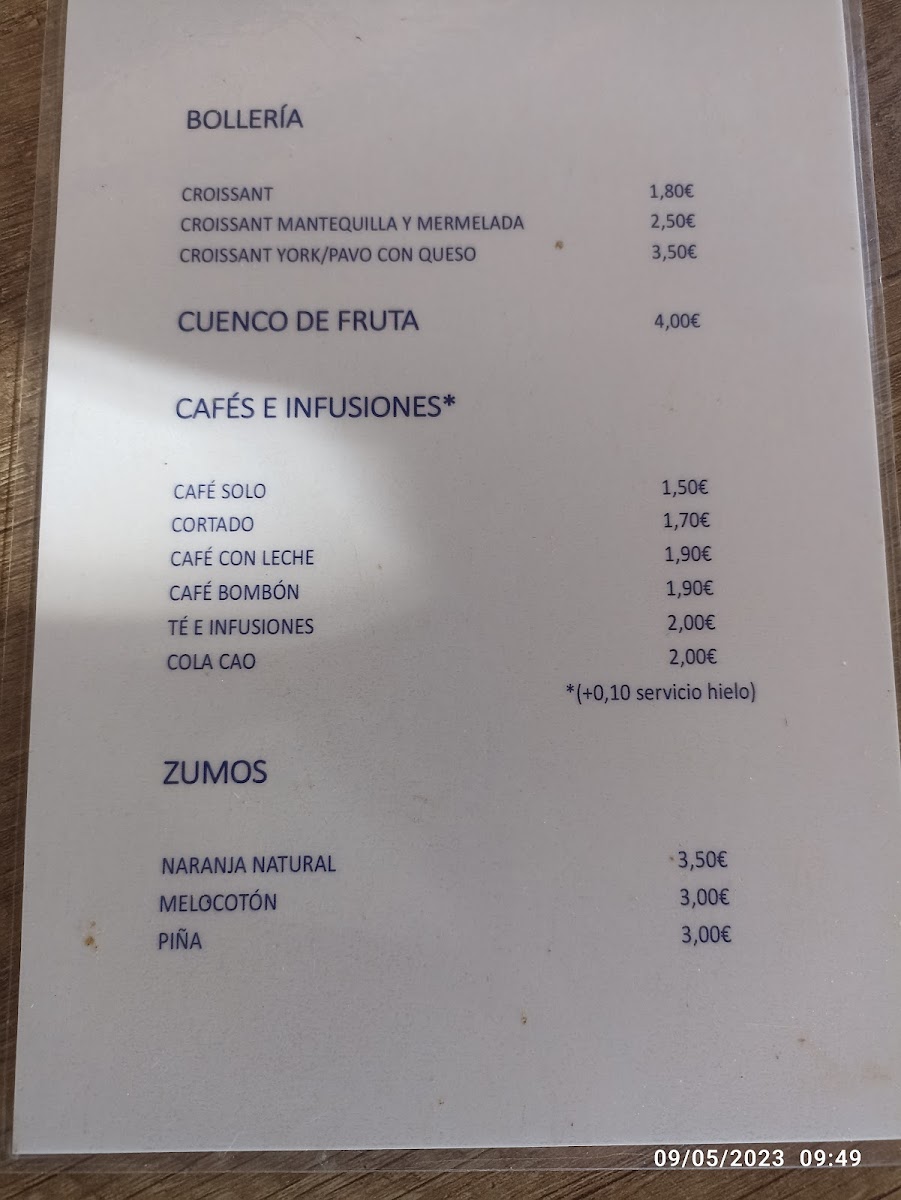 BOLLERÍA
CROISSANT 1,80€
CROISSANT MANTEQUILLA Y MERMELADA 2,50€
CROISSANT YORK/PAVO CON QUESO 3,50€
CUENCO DE FRUTA 4,00€
CAFÉS E INFUSIONES*
CAFÉ SOLO 1,50€
CORTADO 1,70€
CAFÉ CON LECHE 1,90€
CAFÉ BOMBÓN 1,90€
TÉ E INFUSIONES 2,00€
COLA CAO 2,00€
*(+0,10 servicio hielo)
ZUMOS
NARANJA NATURAL 3,50€
MELOCOTÓN 3,00€
PIÑA 3,00€
09/05/2023 09:49